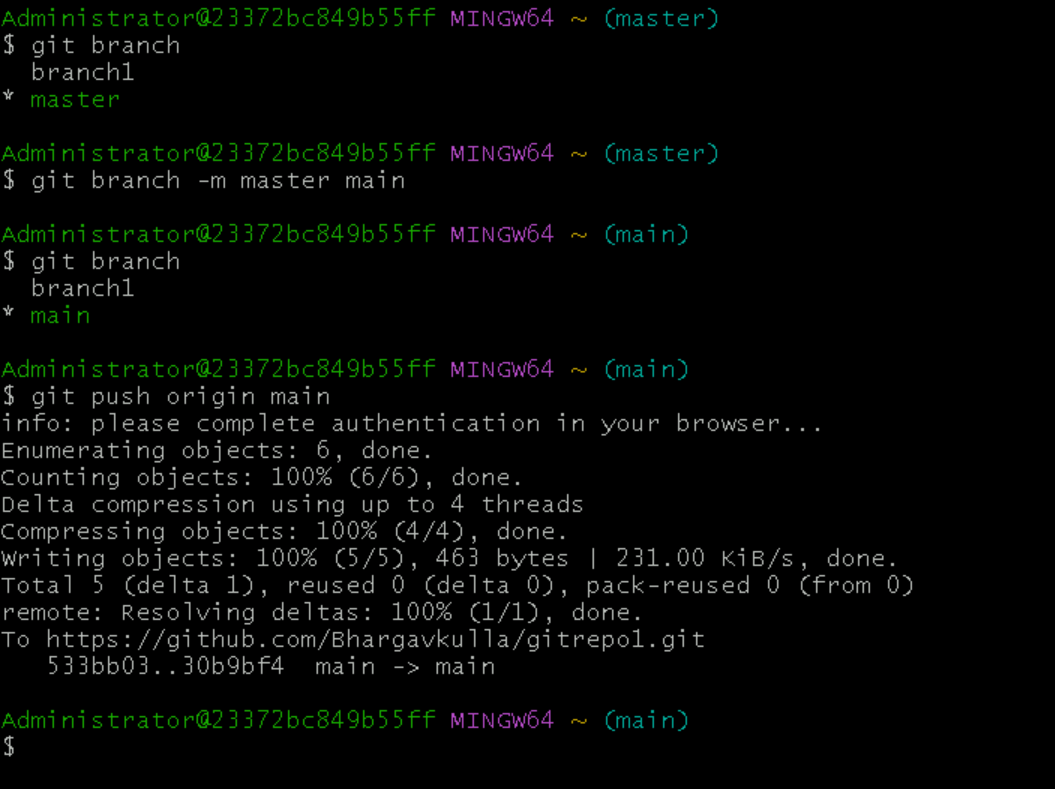 Administrator@23372bc849b55ff MINGW64 ~ (master)
$ git branch
  branch1
* master
Administrator@23372bc849b55ff MINGW64 ~ (master)
$ git branch -m master main
Administrator@23372bc849b55ff MINGW64 ~ (main)
$ git branch
  branch1
* main
Administrator@23372bc849b55ff MINGW64 ~ (main)
$ git push origin main
info: please complete authentication in your browser...
Enumerating objects: 6, done.
Counting objects: 100% (6/6), done.
Delta compression using up to 4 threads
Compressing objects: 100% (4/4), done.
Writing objects: 100% (5/5), 463 bytes | 231.00 KiB/s, done.
Total 5 (delta 1), reused 0 (delta 0), pack-reused 0 (from 0)
remote: Resolving deltas: 100% (1/1), done.
To https://github.com/Bhargavkulla/gitrepo1.git
   533bb03..30b9bf4  main -> main
Administrator@23372bc849b55ff MINGW64 ~ (main)
$